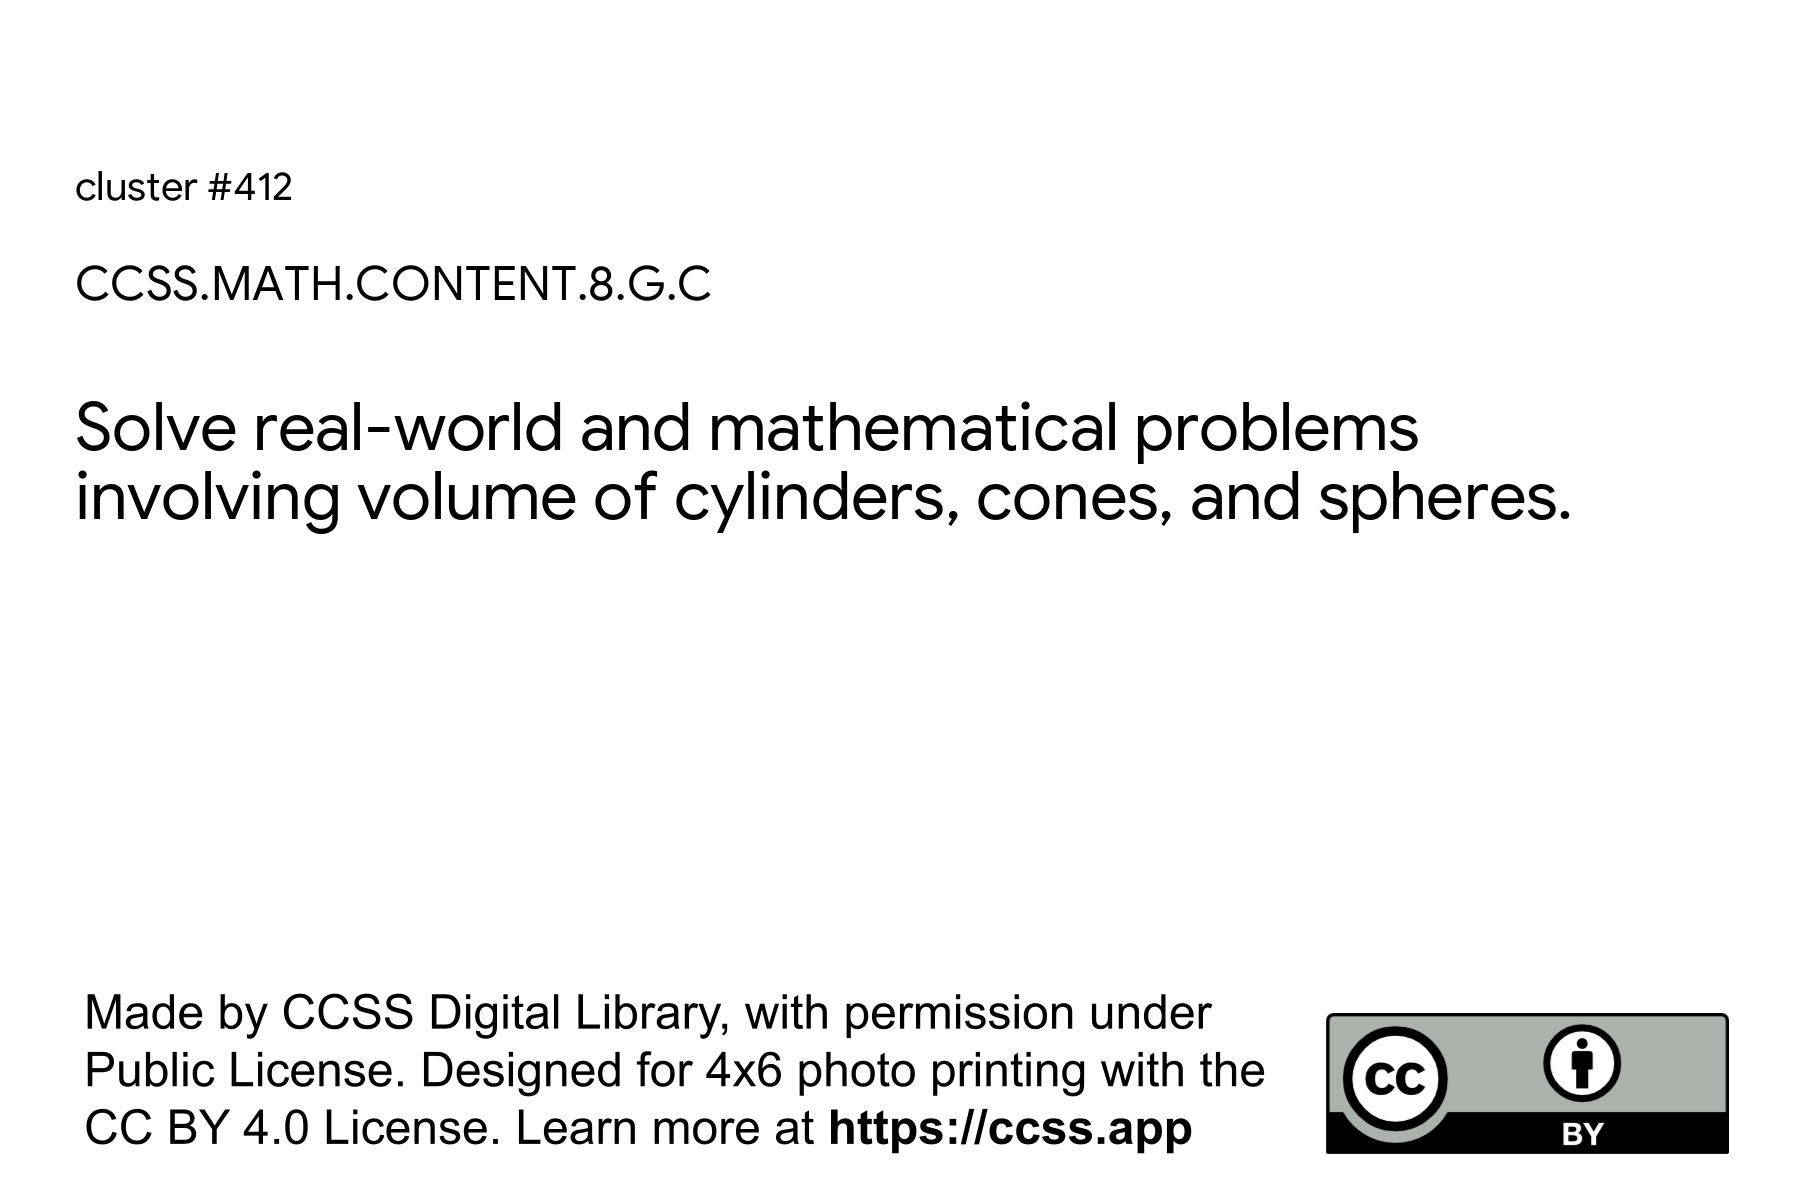 cluster #412
CCSS.MATH.CONTENT.8.G.C
Solve real-world and mathematical problems
involving volume of cylinders, cones, and spheres.
Made by CCSS Digital Library, with permission under
Public License. Designed for 4x6 photo printing with the
CC BY 4.0 License. Learn more at https://ccss.app
cc
BY